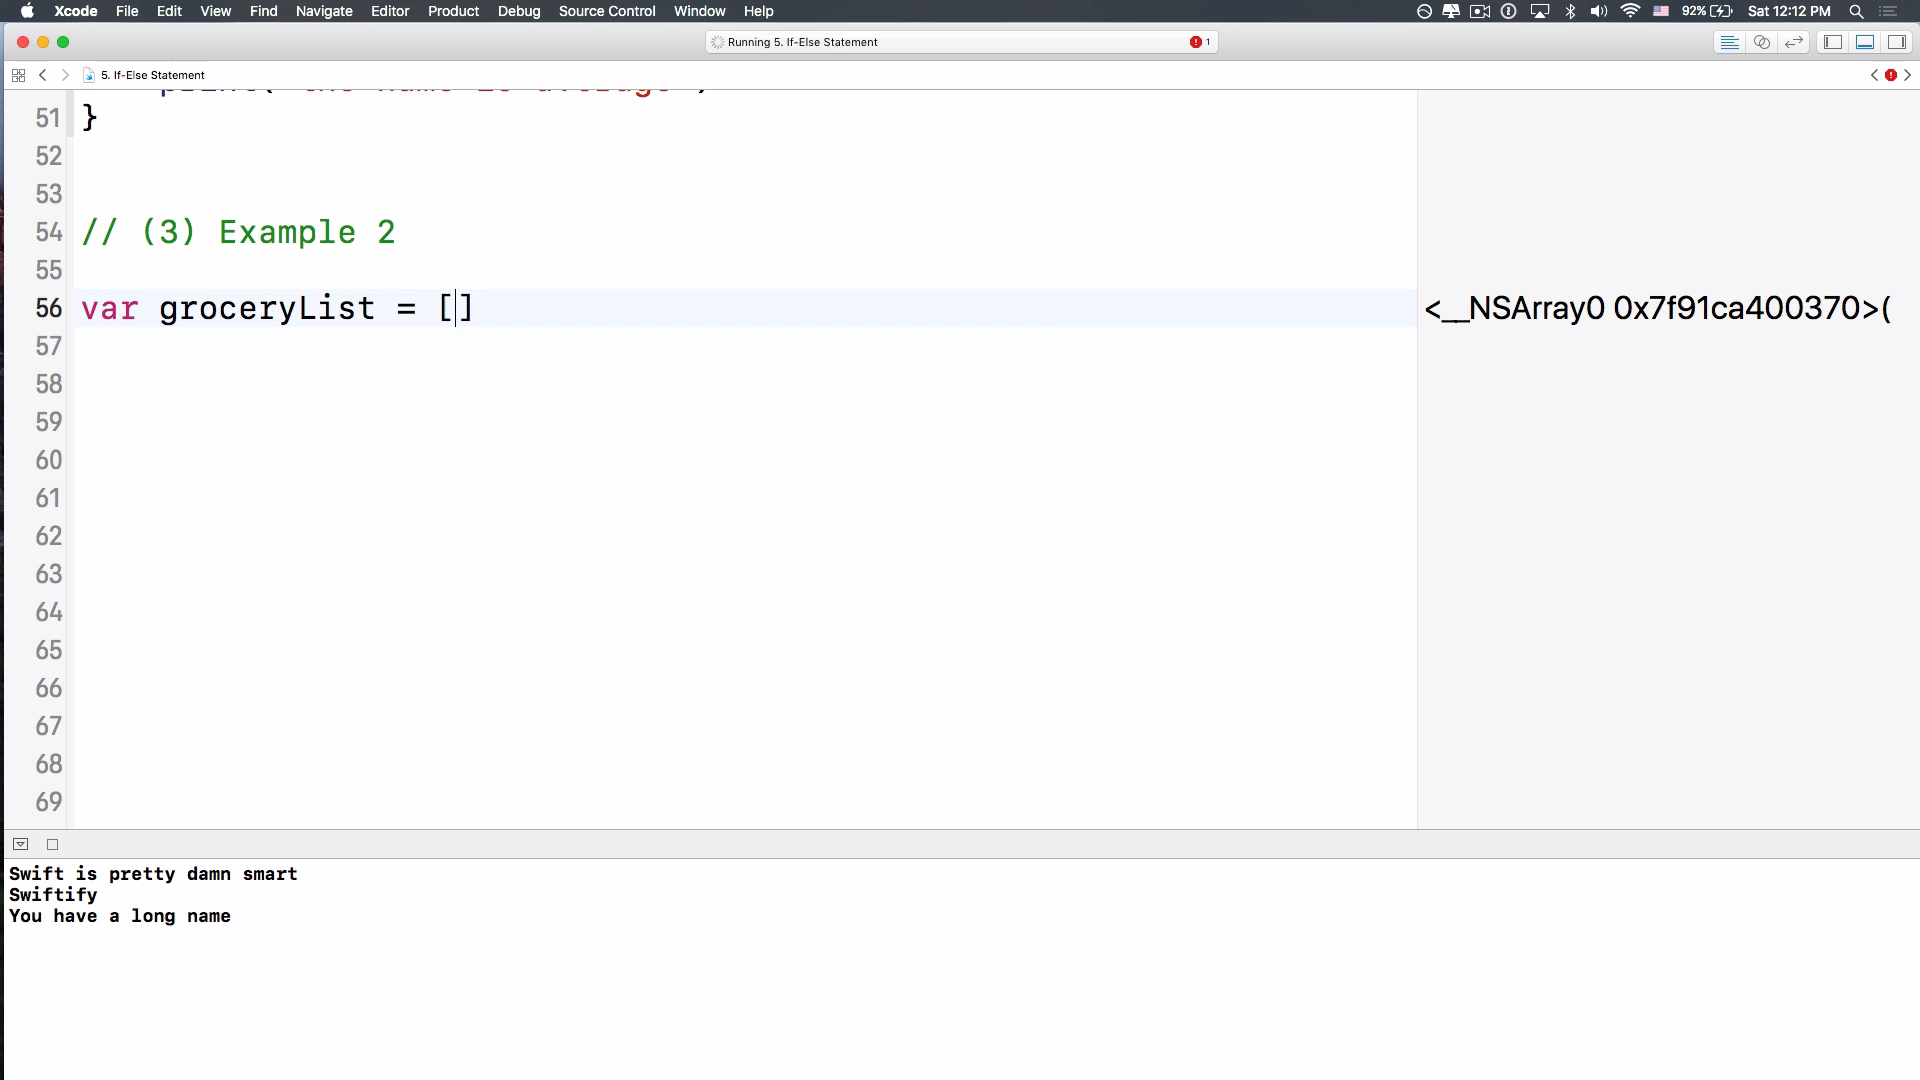 Xcode File Edit View Find Navigate Editor Product Debug Source Control Window Help 92% Sat 12:12 PM
Running 5. If-Else Statement 1
5. If-Else Statement
51 }
52
53
54 // (3) Example 2
55
56 var groceryList = [] <__NSArray0 0x7f91ca400370>(
57
58
59
60
61
62
63
64
65
66
67
68
69
Swift is pretty damn smart
Swiftify
You have a long name